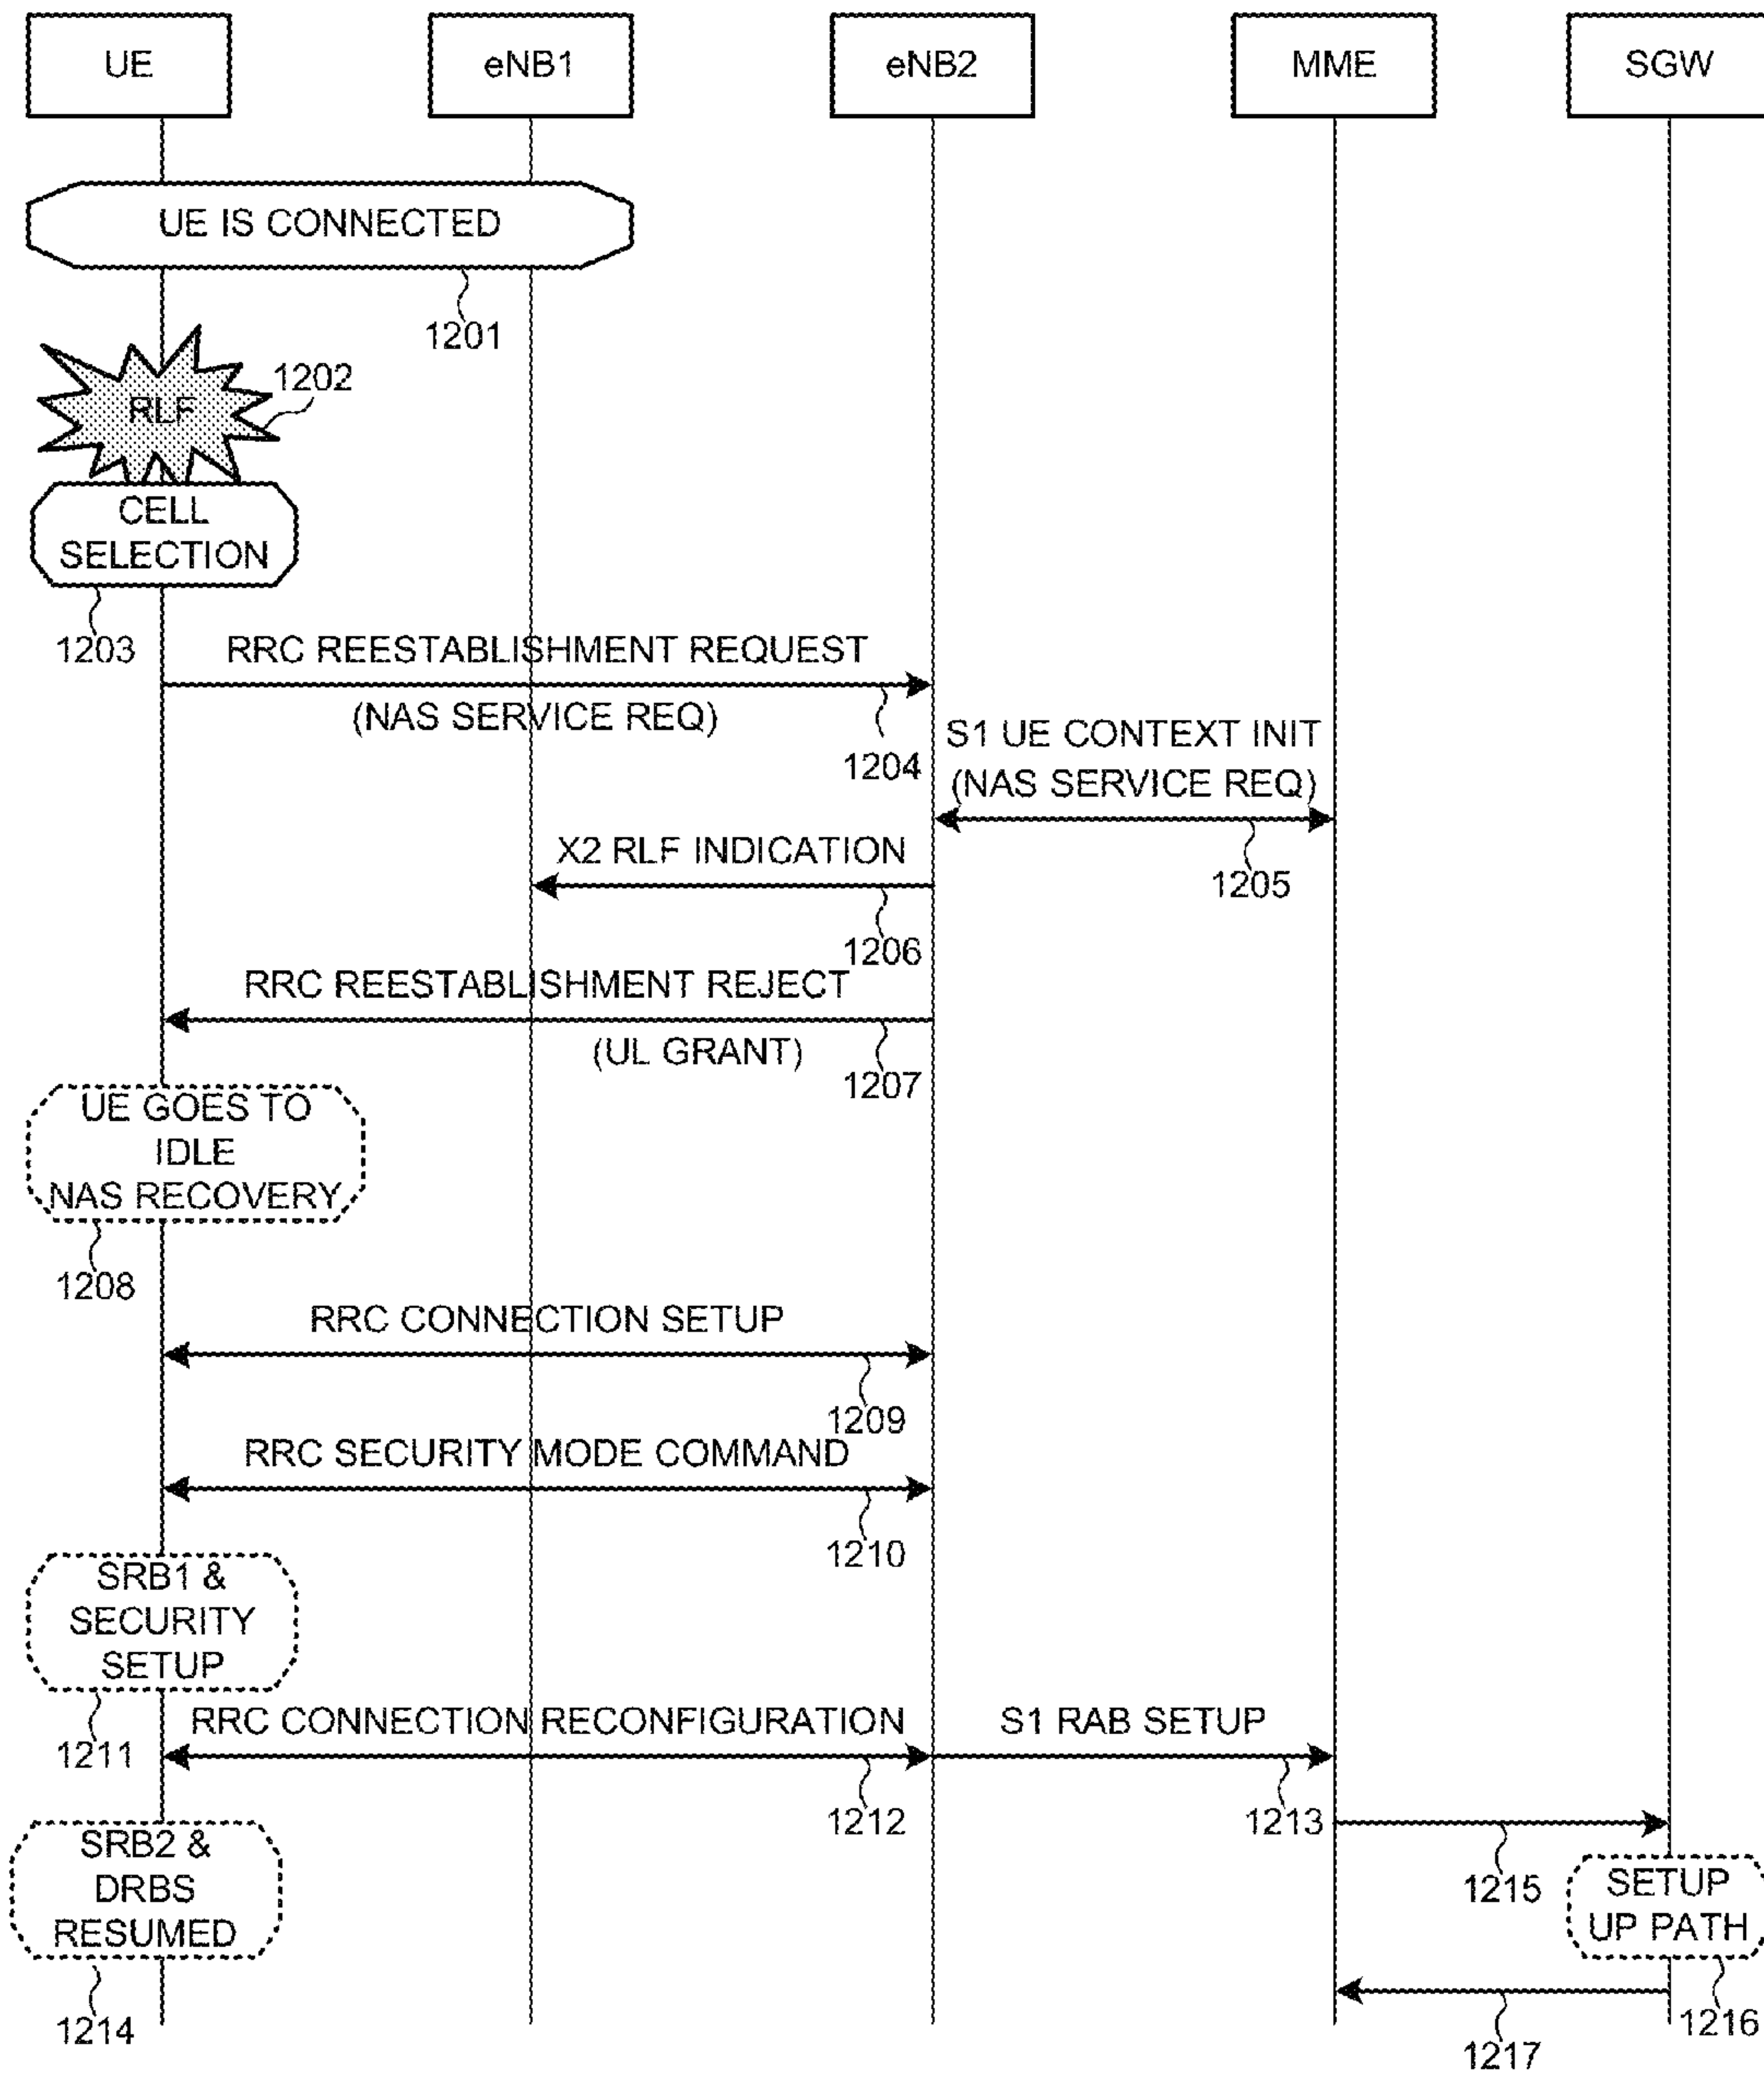 UE
eNB1
eNB2
MME
SGW
UE IS CONNECTED
1201
RLF
1202
CELL
SELECTION
1203
RRC REESTABLISHMENT REQUEST
(NAS SERVICE REQ)
1204
S1 UE CONTEXT INIT
(NAS SERVICE REQ)
1205
X2 RLF INDICATION
1206
RRC REESTABLISHMENT REJECT
(UL GRANT)
1207
UE GOES TO
IDLE
NAS RECOVERY
1208
RRC CONNECTION SETUP
1209
RRC SECURITY MODE COMMAND
1210
SRB1 &
SECURITY
SETUP
1211
RRC CONNECTION RECONFIGURATION
1212
S1 RAB SETUP
1213
SRB2 &
DRBS
RESUMED
1214
1215
SETUP
UP PATH
1216
1217